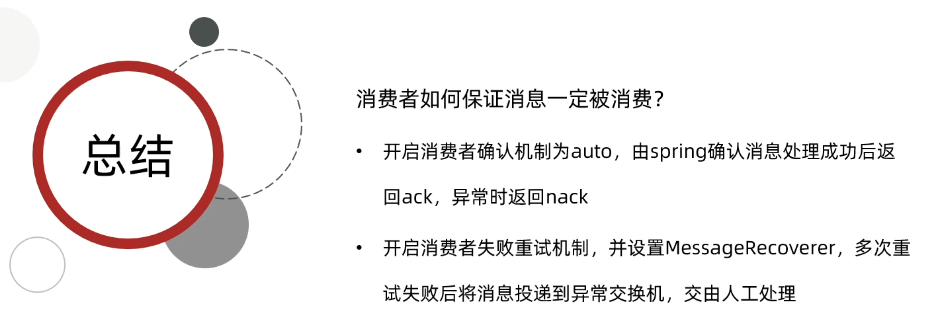 总结
消费者如何保证消息一定被消费？
• 开启消费者确认机制为auto，由spring确认消息处理成功后返
回ack，异常时返回nack
• 开启消费者失败重试机制，并设置MessageRecoverer，多次重
试失败后将消息投递到异常交换机，交由人工处理